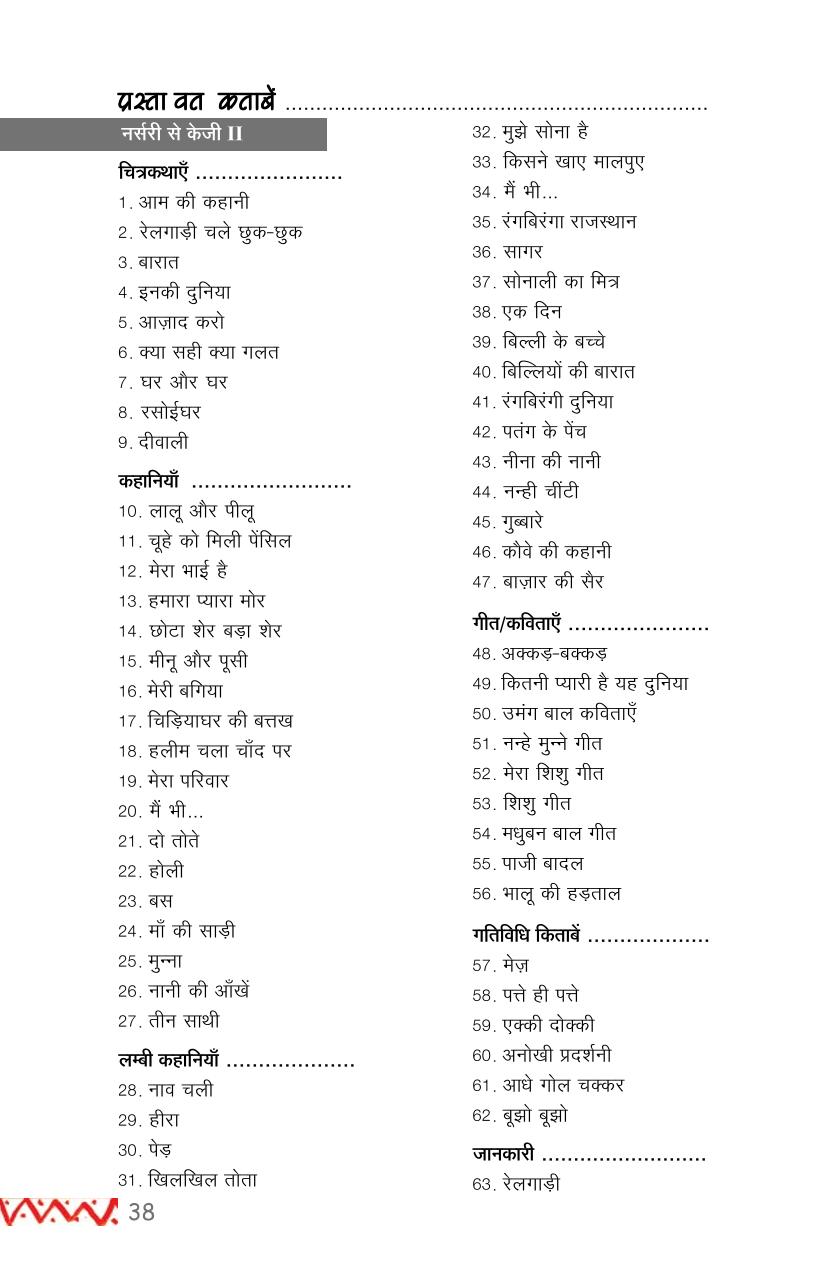 प्रस्ता वत कताबें ......................................................................
नर्सरी से केजी II
चित्रकथाएँ .......................
1. आम की कहानी
2. रेलगाड़ी चले छुक-छुक
3. बारात
4. इनकी दुनिया
5. आज़ाद करो
6. क्या सही क्या गलत
7. घर और घर
8. रसोईघर
9. दीवाली
कहानियाँ .........................
10. लालू और पीलू
11. चूहे को मिली पेंसिल
12. मेरा भाई है
13. हमारा प्यारा मोर
14. छोटा शेर बड़ा शेर
15. मीनू और पूसी
16. मेरी बगिया
17. चिड़ियाघर की बत्तख
18. हलीम चला चाँद पर
19. मेरा परिवार
20. मैं भी...
21. दो तोते
22. होली
23. बस
24. माँ की साड़ी
25. मुन्ना
26. नानी की आँखें
27. तीन साथी
लम्बी कहानियाँ ....................
28. नाव चली
29. हीरा
30. पेड़
31. खिलखिल तोता
32. मुझे सोना है
33. किसने खाए मालपुए
34. मैं भी...
35. रंगबिरंगा राजस्थान
36. सागर
37. सोनाली का मित्र
38. एक दिन
39. बिल्ली के बच्चे
40. बिल्लियों की बारात
41. रंगबिरंगी दुनिया
42. पतंग के पेंच
43. नीना की नानी
44. नन्ही चींटी
45. गुब्बारे
46. कौवे की कहानी
47. बाज़ार की सैर
गीत/कविताएँ ......................
48. अक्कड़-बक्कड़
49. कितनी प्यारी है यह दुनिया
50. उमंग बाल कविताएँ
51. नन्हे मुन्ने गीत
52. मेरा शिशु गीत
53. शिशु गीत
54. मधुबन बाल गीत
55. पाजी बादल
56. भालू की हड़ताल
गतिविधि किताबें ...................
57. मेज़
58. पत्ते ही पत्ते
59. एक्की दोक्की
60. अनोखी प्रदर्शनी
61. आधे गोल चक्कर
62. बूझो बूझो
जानकारी ..........................
63. रेलगाड़ी
38